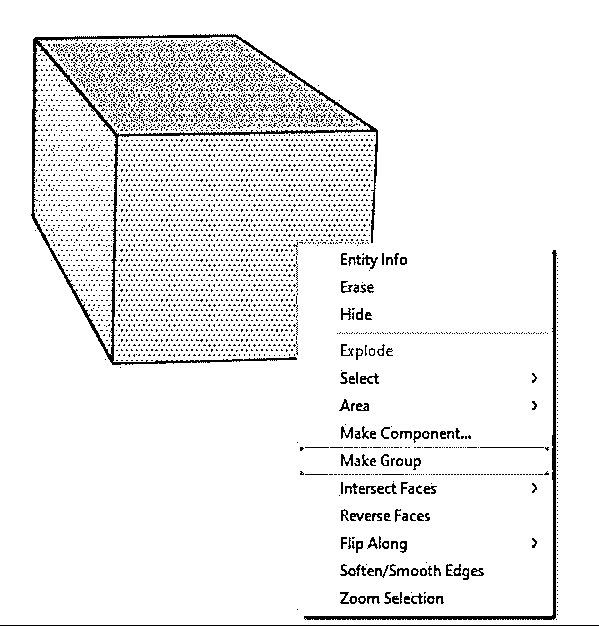 Entity Info
Erase
Hide
Explode
Select
Area
Make Component...
Make Group
Intersect Faces
Reverse Faces
Flip Along
Soften/Smooth Edges
Zoom Selection